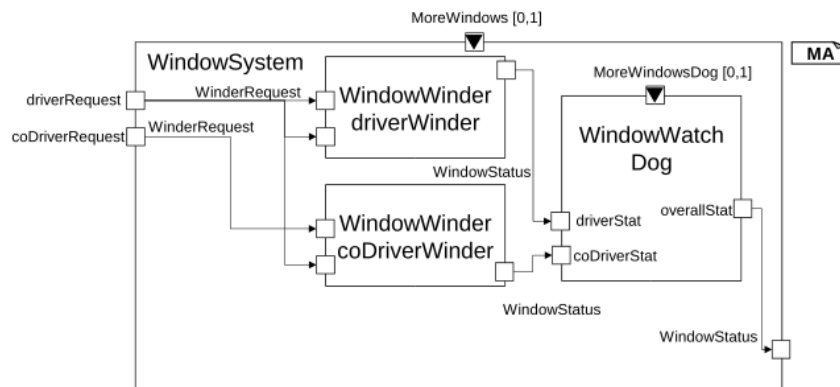 MoreWindows [0,1]
MA
WindowSystem
MoreWindowsDog [0,1]
driverRequest
WinderRequest
WindowWinder
driverWinder
coDriverRequest
WinderRequest
WindowWatch
Dog
WindowStatus
WindowWinder
coDriverWinder
driverStat
overallStat
coDriverStat
WindowStatus
WindowStatus